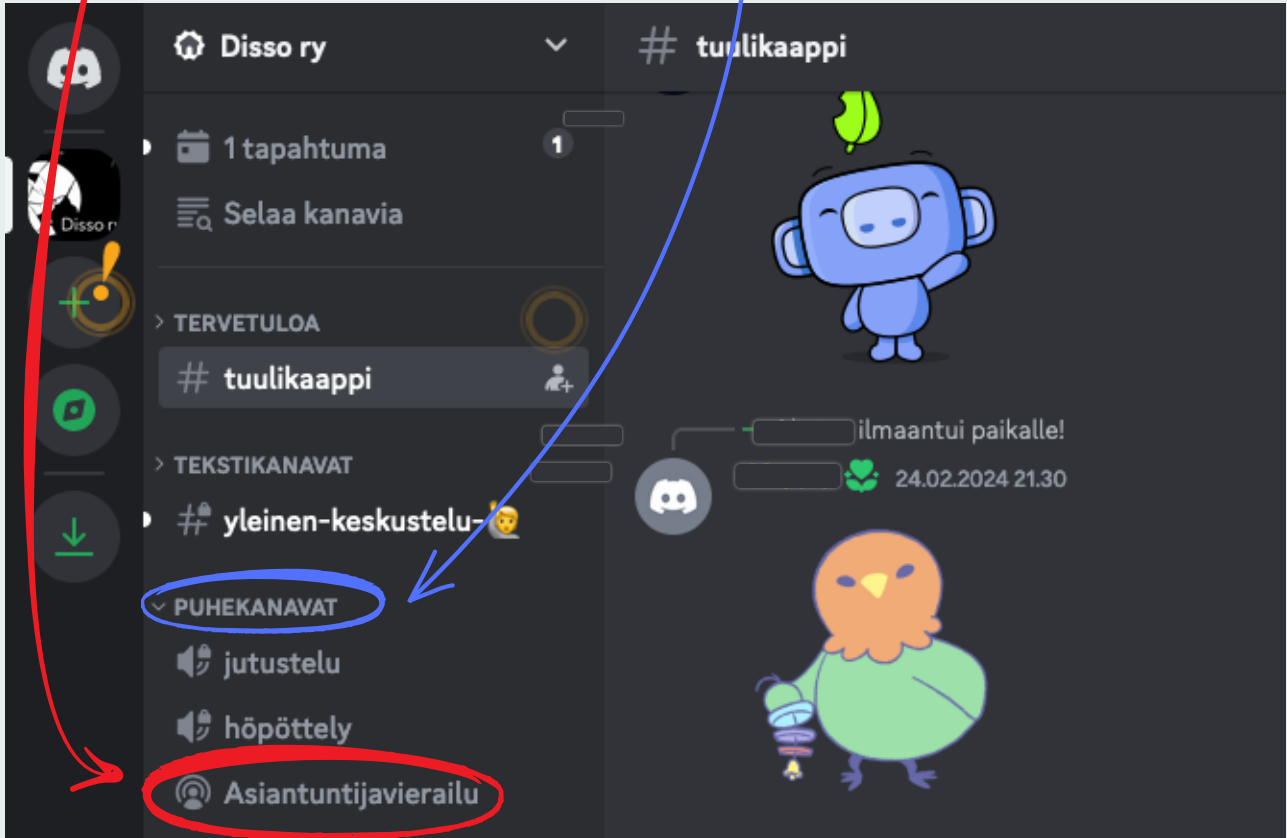 Disso ry
1 tapahtuma
1
Selaa kanavia
Disso r
TERVETULOA
tuulikaappi
TEKSTIKANAVAT
yleinen-keskustelu-🙋
PUHEKANAVAT
jutustelu
höpöttely
Asiantuntijavierailu
# tuulikaappi
ilmaantui paikalle!
24.02.2024 21.30